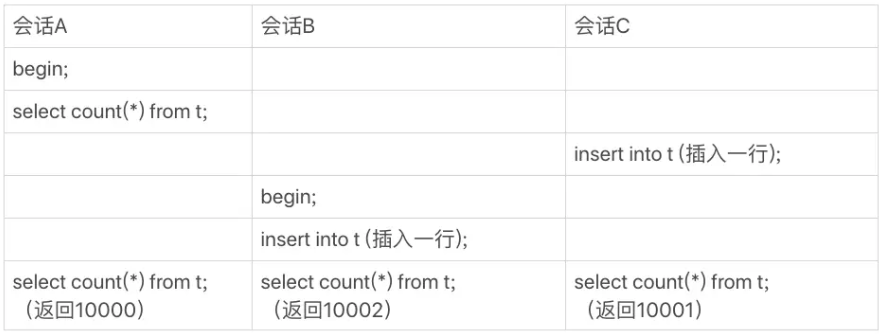 会话A 会话B 会话C
begin;
select count(*) from t;
insert into t (插入一行);
begin;
insert into t (插入一行);
select count(*) from t; select count(*) from t; select count(*) from t;
（返回10000） （返回10002） （返回10001）